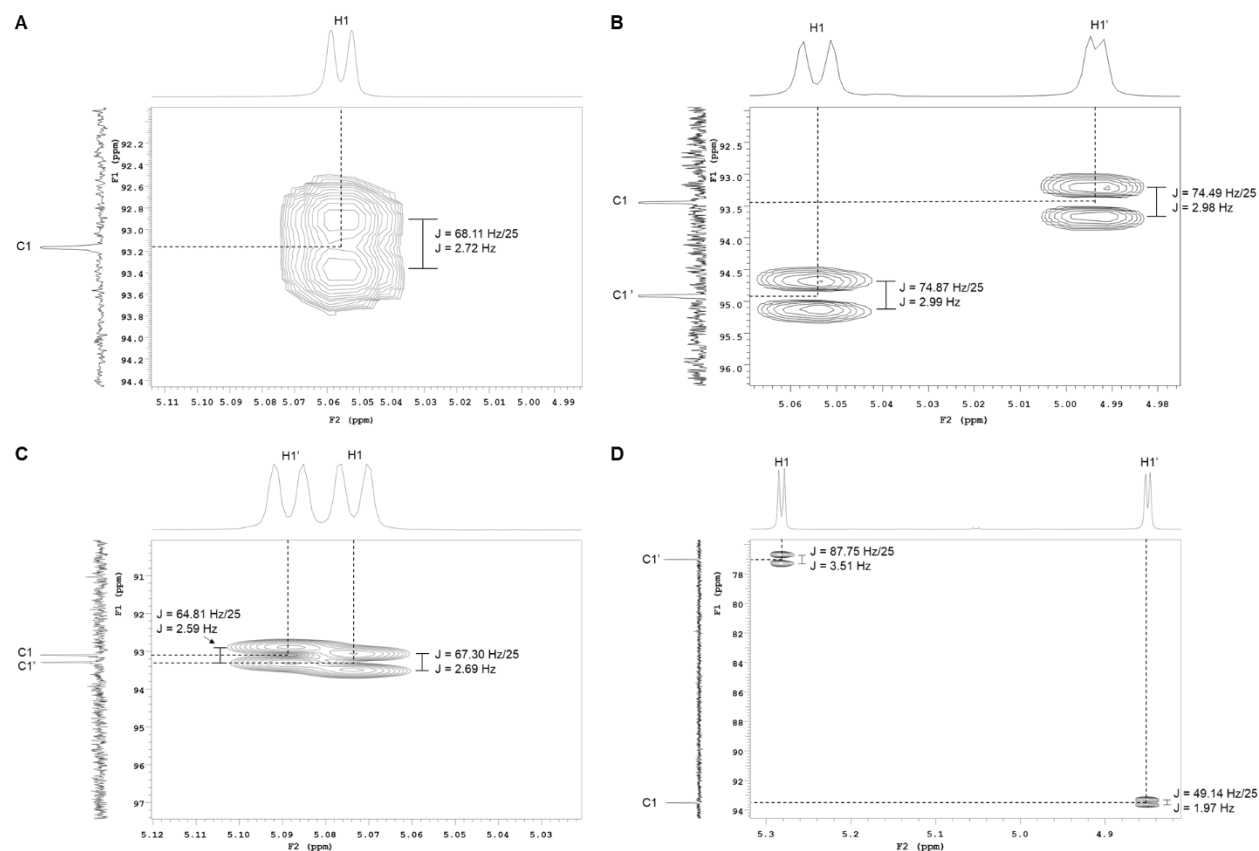 A
H1
C1
F1 (ppm)
92.2
92.4
92.6
92.8
93.0
93.2
93.4
93.6
93.8
94.0
94.2
94.4
J = 68.11 Hz/25
J = 2.72 Hz
5.11 5.10 5.09 5.08 5.07 5.06 5.05 5.04 5.03 5.02 5.01 5.00 4.99
F2 (ppm)
B
H1 H1'
C1
C1'
F1 (ppm)
92.5
93.0
93.5
94.0
94.5
95.0
95.5
96.0
J = 74.49 Hz/25
J = 2.98 Hz
J = 74.87 Hz/25
J = 2.99 Hz
5.06 5.05 5.04 5.03 5.02 5.01 5.00 4.99 4.98
F2 (ppm)
C
H1' H1
C1
C1'
F1 (ppm)
91
92
93
94
95
96
97
J = 64.81 Hz/25
J = 2.59 Hz
J = 67.30 Hz/25
J = 2.69 Hz
5.12 5.11 5.10 5.09 5.08 5.07 5.06 5.05 5.04 5.03
F2 (ppm)
D
H1 H1'
C1'
C1
F1 (ppm)
78
80
82
84
86
88
90
92
94
J = 87.75 Hz/25
J = 3.51 Hz
J = 49.14 Hz/25
J = 1.97 Hz
5.3 5.2 5.1 5.0 4.9
F2 (ppm)